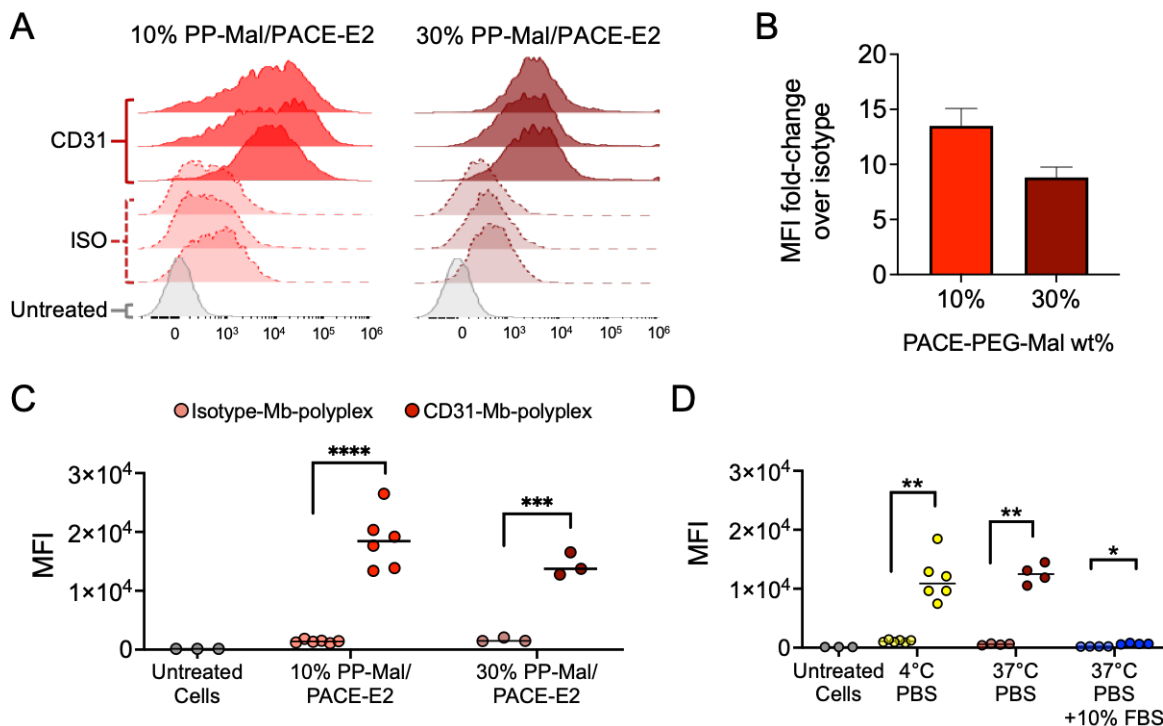 A
10% PP-Mal/PACE-E2
30% PP-Mal/PACE-E2
CD31
ISO
Untreated
0 10³ 10⁴ 10⁵ 10⁶
0 10³ 10⁴ 10⁵ 10⁶
B
MFI fold-change
over isotype
20
15
10
5
0
10% 30%
PACE-PEG-Mal wt%
C
Isotype-Mb-polyplex CD31-Mb-polyplex
MFI
3×10⁴
2×10⁴
1×10⁴
0
****
***
Untreated
Cells
10% PP-Mal/
PACE-E2
30% PP-Mal/
PACE-E2
D
MFI
3×10⁴
2×10⁴
1×10⁴
0
**
**
*
Untreated
Cells
4°C
PBS
37°C
PBS
37°C
PBS
+10% FBS